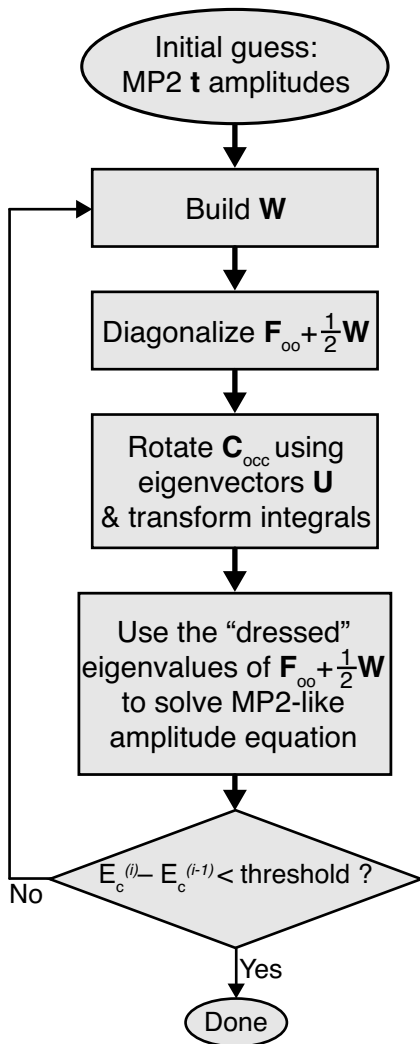 Initial guess:
MP2 t amplitudes
Build W
Diagonalize F_oo+½W
Rotate C_occ using
eigenvectors U
& transform integrals
Use the “dressed”
eigenvalues of F_oo+½W
to solve MP2-like
amplitude equation
E_c^(i)– E_c^(i-1)< threshold ?
No
Yes
Done